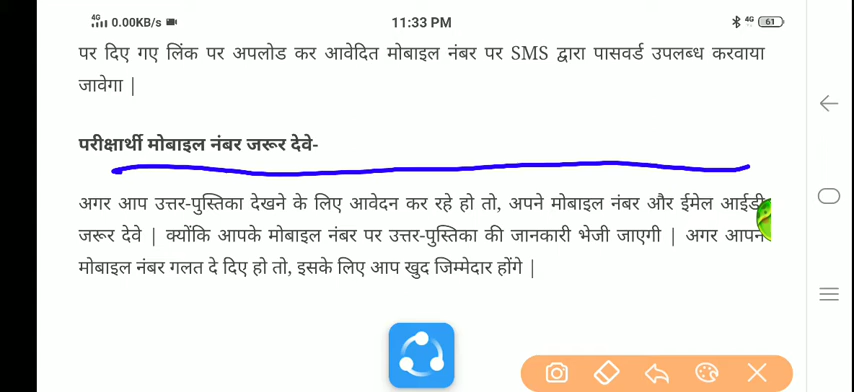 4G 0.00KB/s 11:33 PM 4G 61
पर दिए गए लिंक पर अपलोड कर आवेदित मोबाइल नंबर पर SMS द्वारा पासवर्ड उपलब्ध करवाया
जावेगा |
परीक्षार्थी मोबाइल नंबर जरूर देवे-
अगर आप उत्तर-पुस्तिका देखने के लिए आवेदन कर रहे हो तो, अपने मोबाइल नंबर और ईमेल आईडी
जरूर देवे | क्योंकि आपके मोबाइल नंबर पर उत्तर-पुस्तिका की जानकारी भेजी जाएगी | अगर आपने
मोबाइल नंबर गलत दे दिए हो तो, इसके लिए आप खुद जिम्मेदार होंगे |